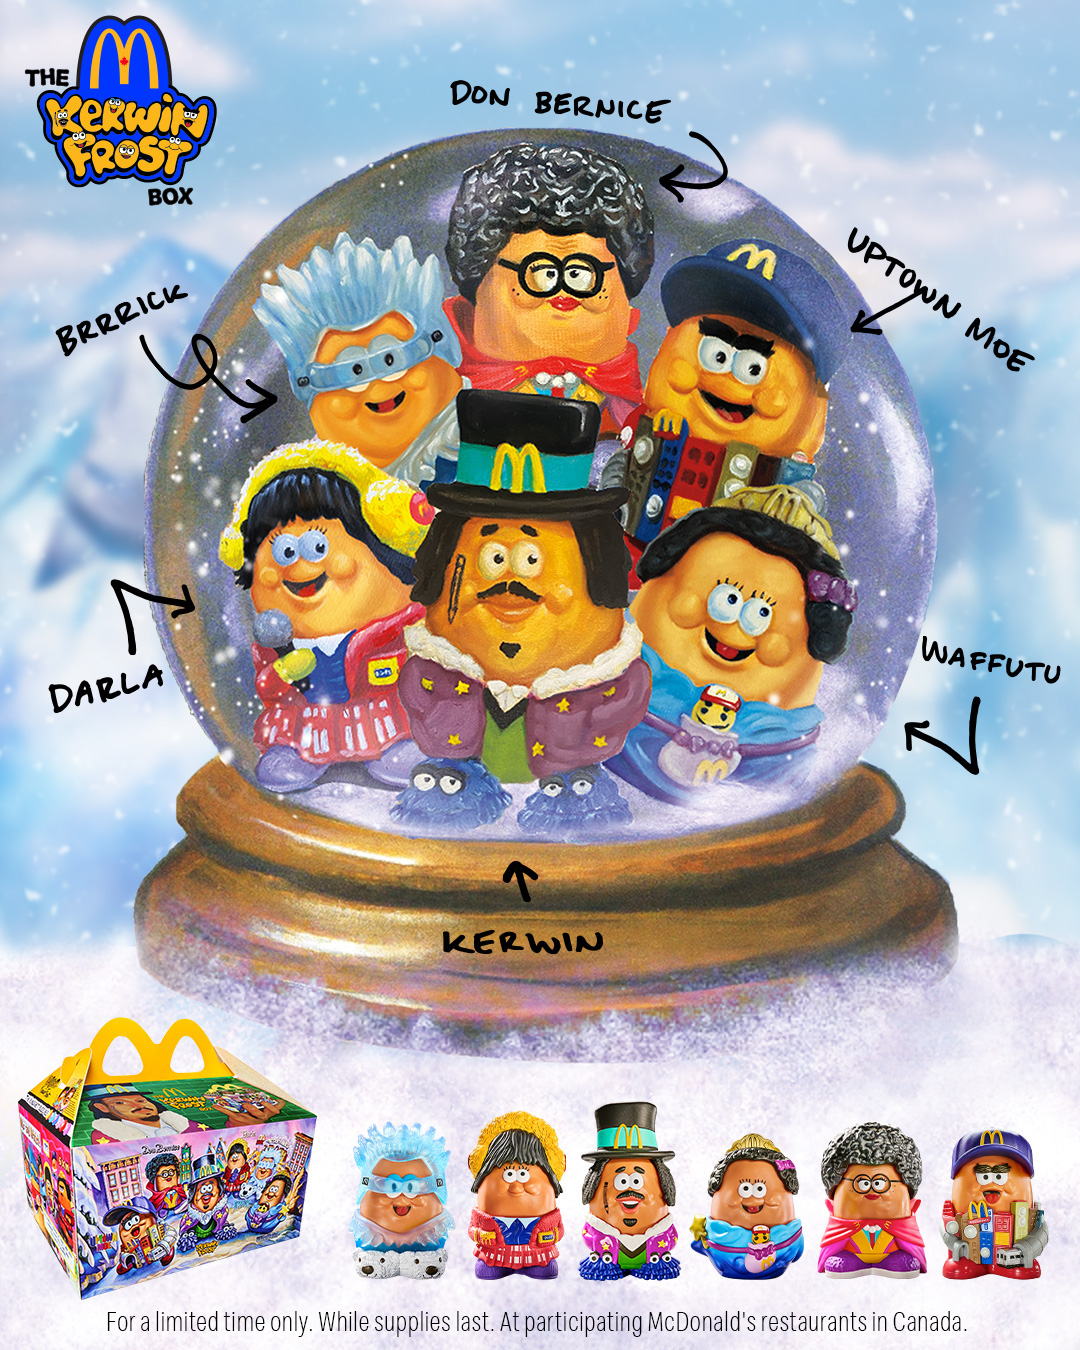 THE
KERWIN
FROST
BOX
DON BERNICE
UPTOWN MOE
BRRRICK
DARLA
WAFFUTU
KERWIN
For a limited time only. While supplies last. At participating McDonald's restaurants in Canada.